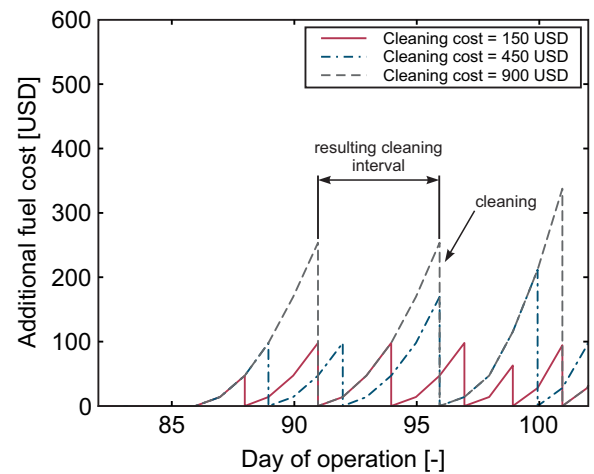 600
500
400
300
200
100
0
Additional fuel cost [USD]
Cleaning cost = 150 USD
Cleaning cost = 450 USD
Cleaning cost = 900 USD
resulting cleaning
interval
cleaning
85
90
95
100
Day of operation [-]